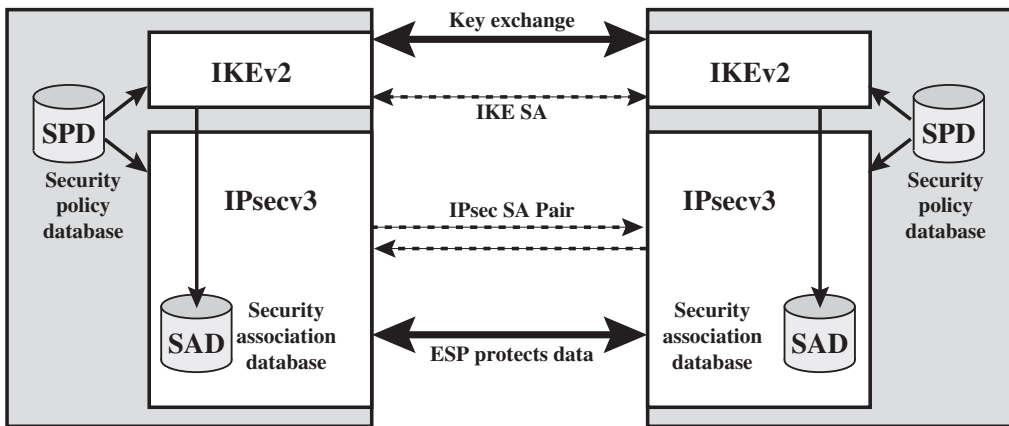 Key exchange
IKEv2
IKEv2
IKE SA
SPD
SPD
Security
policy
database
Security
policy
database
IPsecv3
IPsecv3
IPsec SA Pair
SAD
Security
association
database
Security
association
database
SAD
ESP protects data